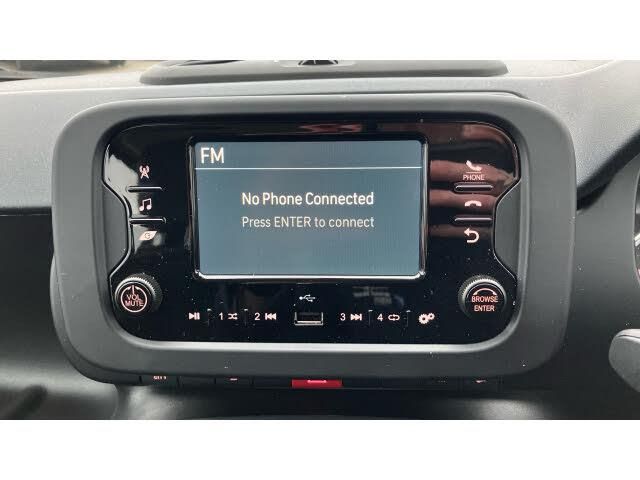 FM
No Phone Connected
Press ENTER to connect
PHONE
VOL
MUTE
BROWSE
ENTER
1 2 3 4